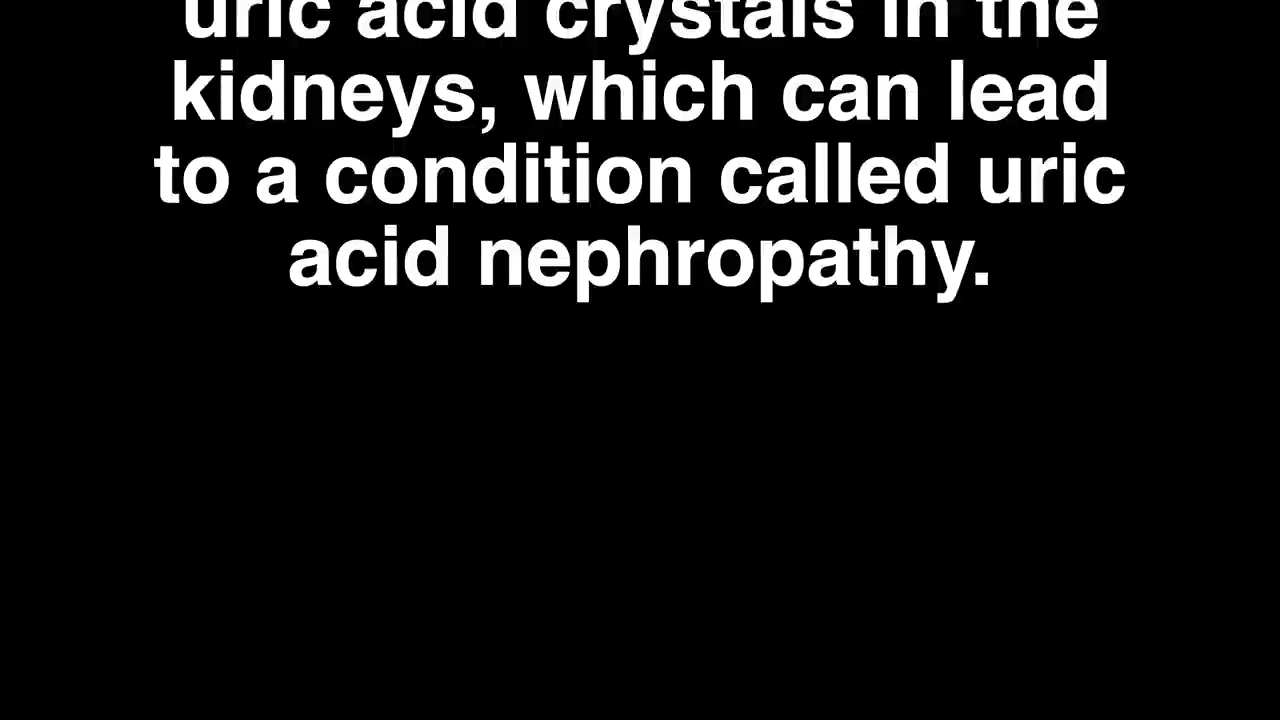 uric acid crystals in the
kidneys, which can lead
to a condition called uric
acid nephropathy.